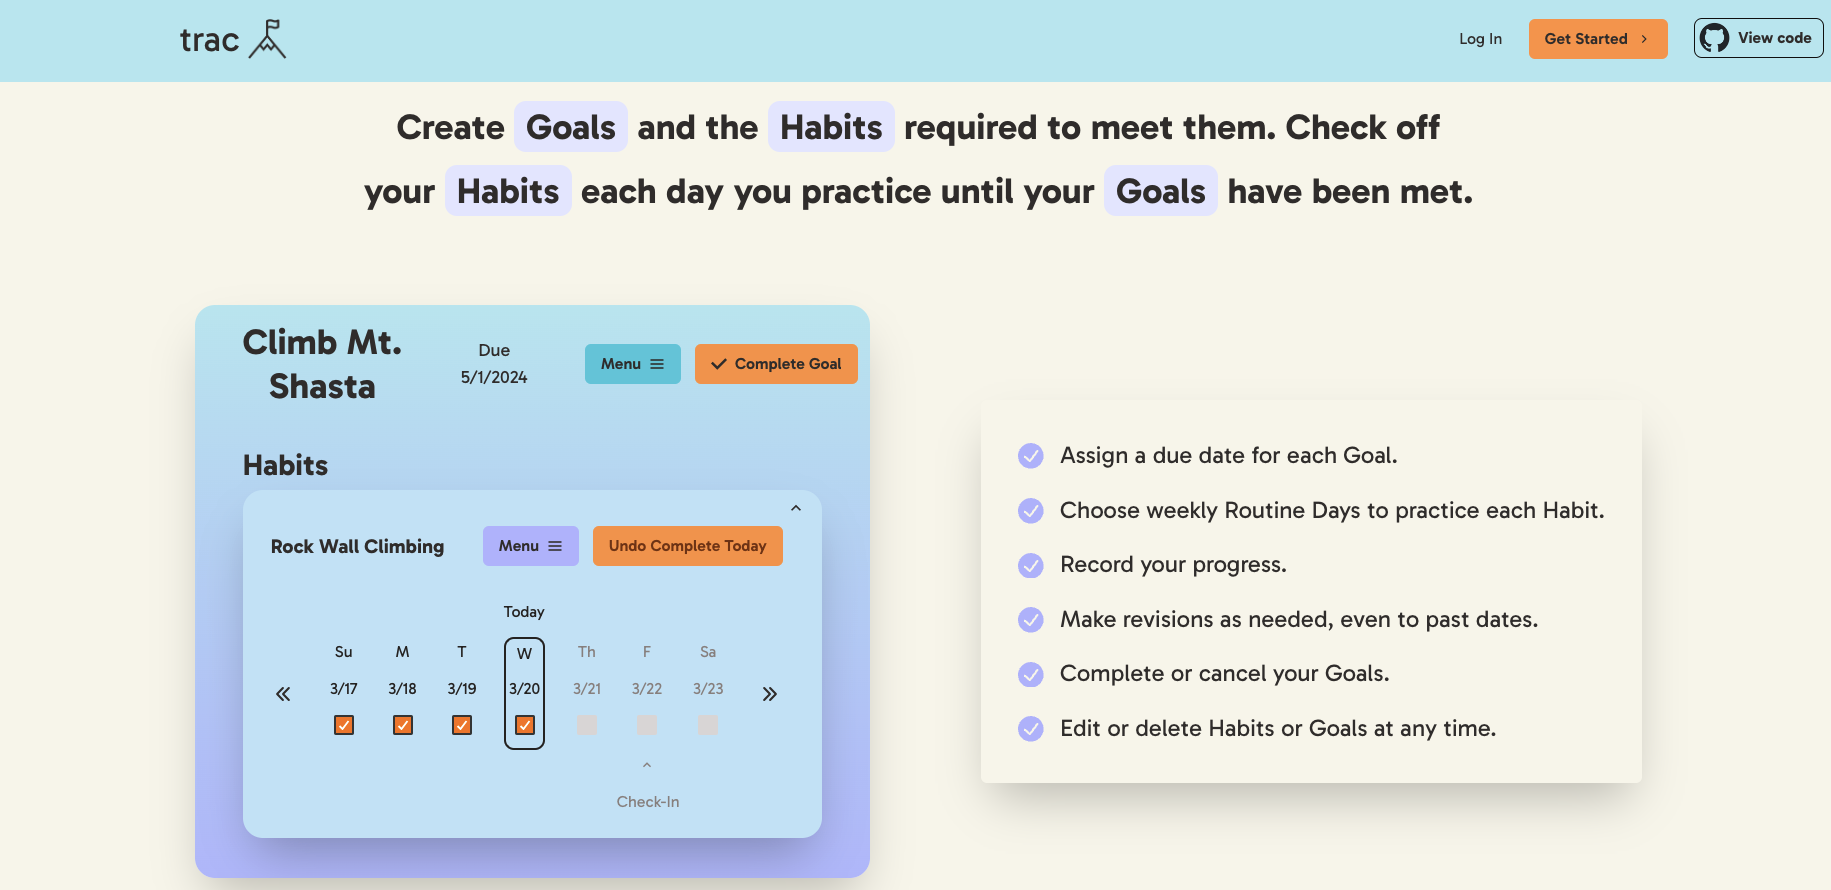 trac
Log In
Get Started
View code
Create Goals and the Habits required to meet them. Check off
your Habits each day you practice until your Goals have been met.
Climb Mt.
Shasta
Due
5/1/2024
Menu
Complete Goal
Habits
Rock Wall Climbing
Menu
Undo Complete Today
Today
Su M T W Th F Sa
3/17 3/18 3/19 3/20 3/21 3/22 3/23
Check-In
Assign a due date for each Goal.
Choose weekly Routine Days to practice each Habit.
Record your progress.
Make revisions as needed, even to past dates.
Complete or cancel your Goals.
Edit or delete Habits or Goals at any time.